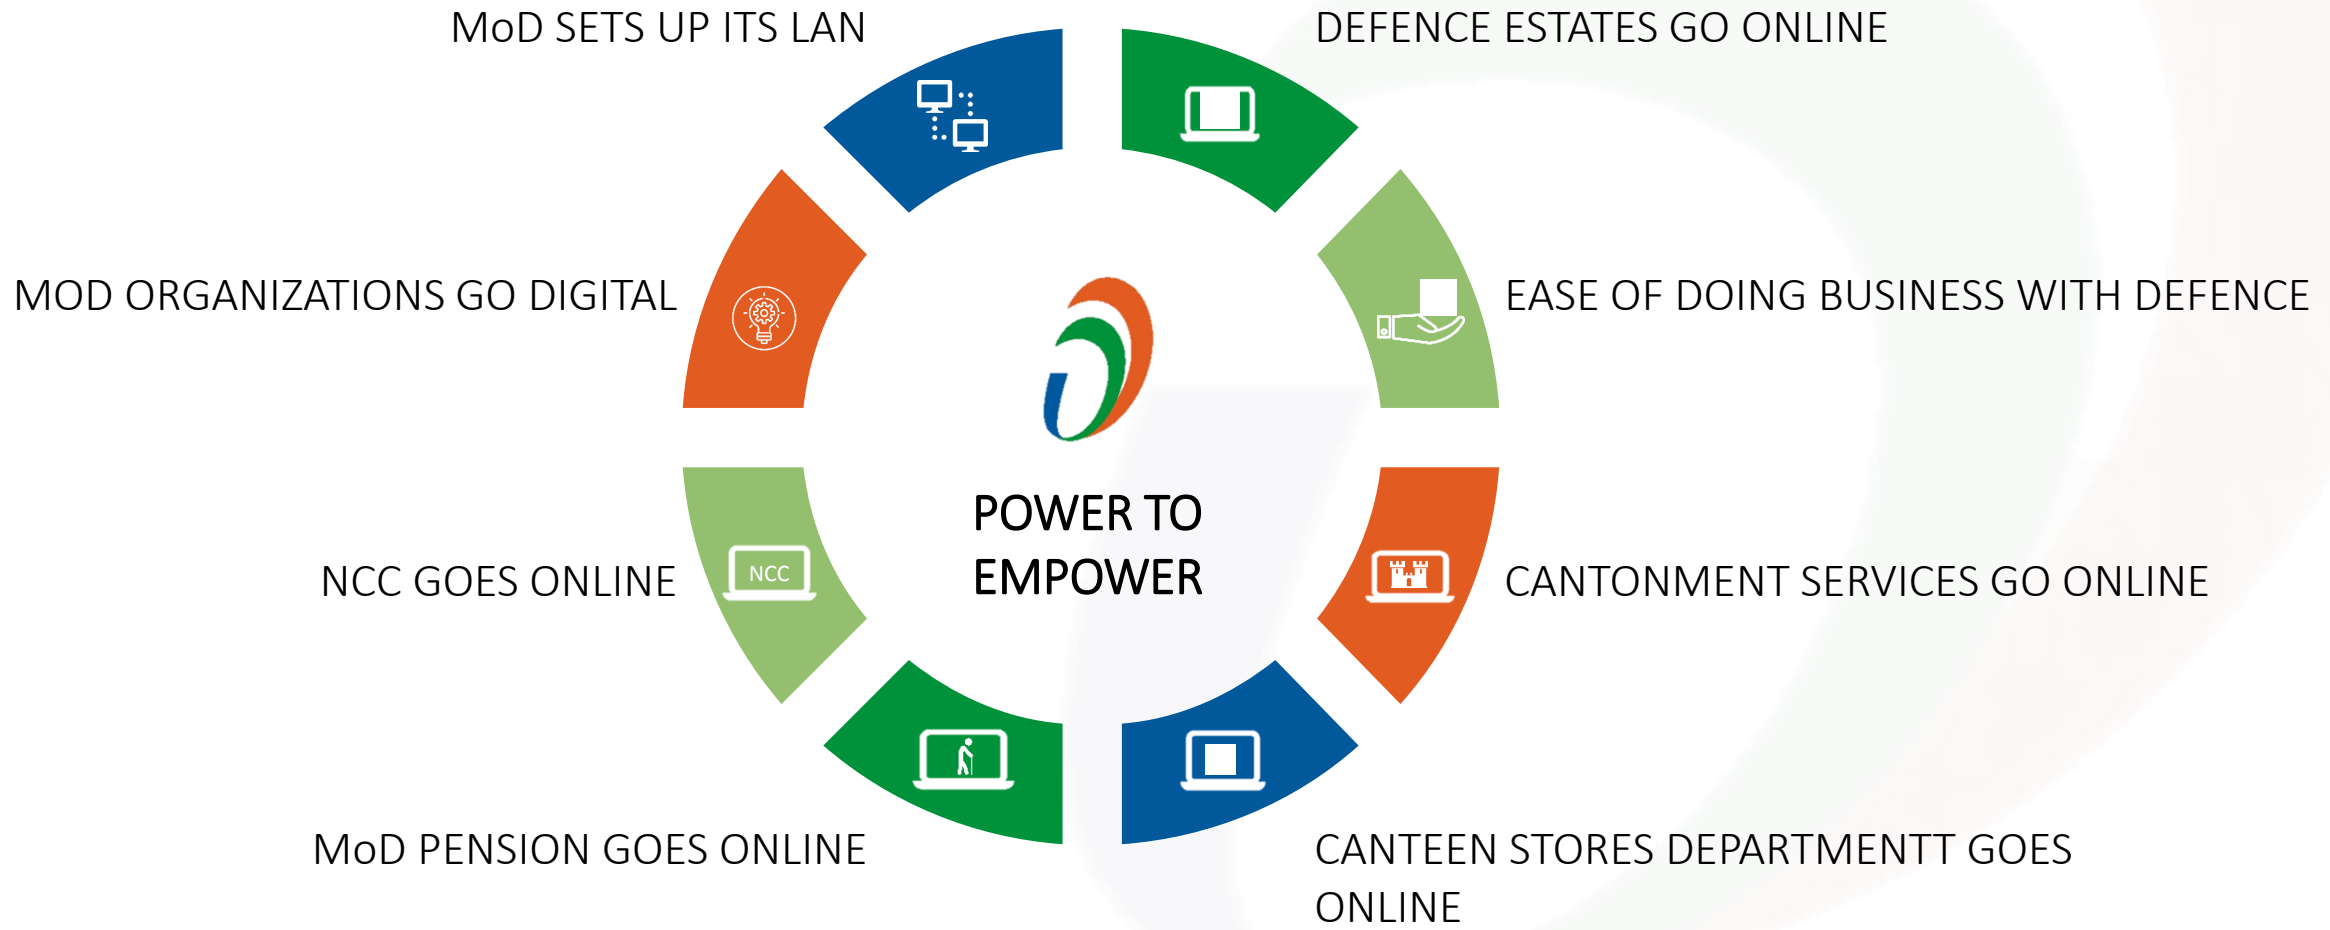 MoD SETS UP ITS LAN
DEFENCE ESTATES GO ONLINE
MOD ORGANIZATIONS GO DIGITAL
EASE OF DOING BUSINESS WITH DEFENCE
POWER TO
EMPOWER
NCC GOES ONLINE
NCC
CANTONMENT SERVICES GO ONLINE
MoD PENSION GOES ONLINE
CANTEEN STORES DEPARTMENTT GOES
ONLINE